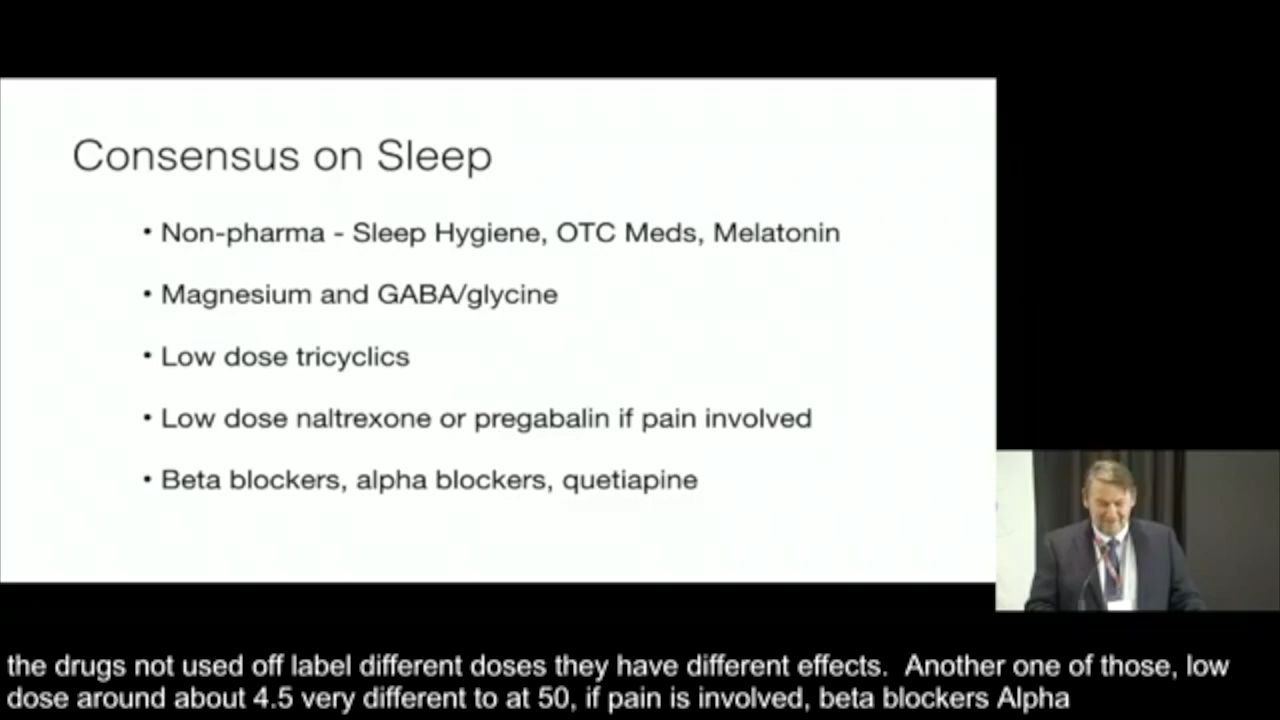 Consensus on Sleep
• Non-pharma - Sleep Hygiene, OTC Meds, Melatonin
• Magnesium and GABA/glycine
• Low dose tricyclics
• Low dose naltrexone or pregabalin if pain involved
• Beta blockers, alpha blockers, quetiapine
the drugs not used off label different doses they have different effects.  Another one of those, low
dose around about 4.5 very different to at 50, if pain is involved, beta blockers Alpha